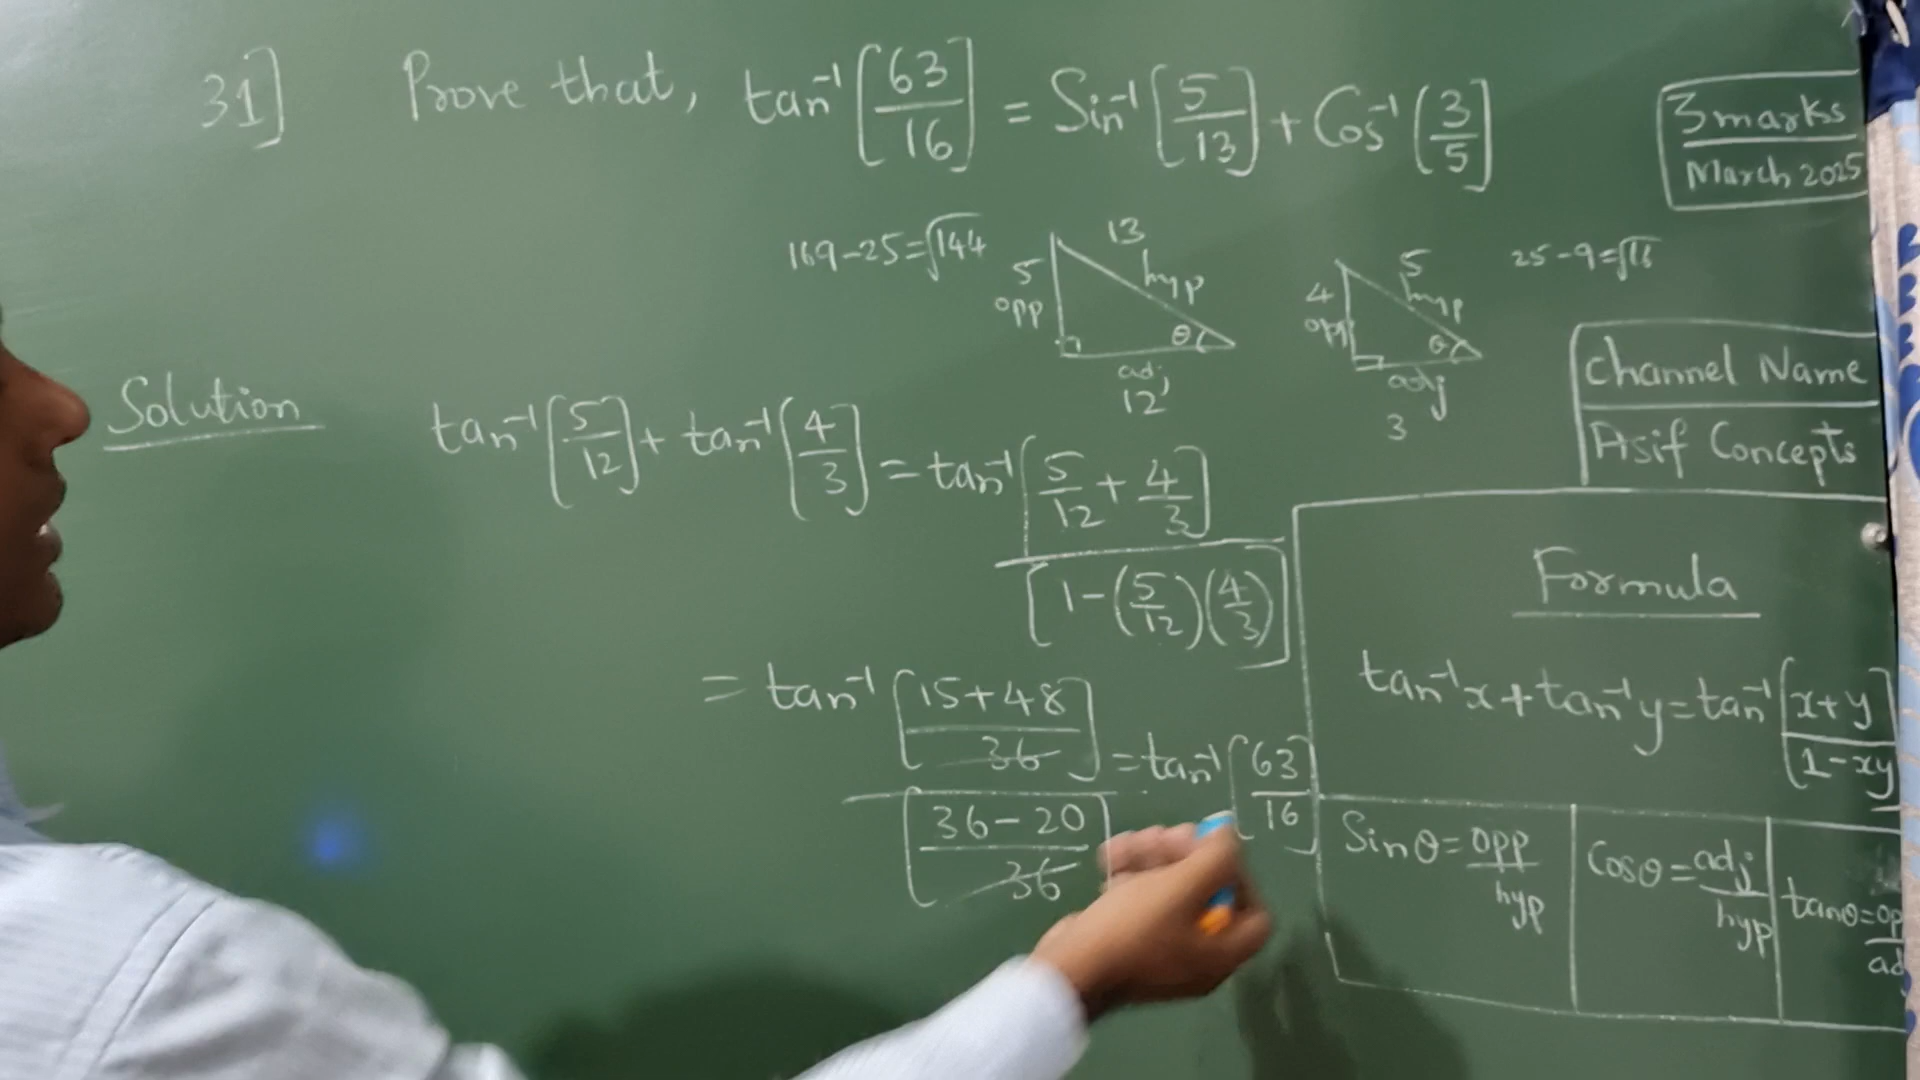 31] Prove that, tan⁻¹[63/16] = Sin⁻¹[5/13] + Cos⁻¹[3/5]
3 marks
March 2025
169-25=√144
5
opp
13
hyp
θ
adj
12
4
opp
5
hyp
θ
adj
3
25-9=√16
Channel Name
Asif Concepts
Solution
tan⁻¹[5/12] + tan⁻¹[4/3] = tan⁻¹[5/12 + 4/3]/[1-(5/12)(4/3)]
= tan⁻¹[15+48/36]/[36-20/36] = tan⁻¹[63/16]
Formula
tan⁻¹x+tan⁻¹y=tan⁻¹[x+y/1-xy
Sinθ=opp/hyp
Cosθ=adj/hyp
tanθ=op/ad